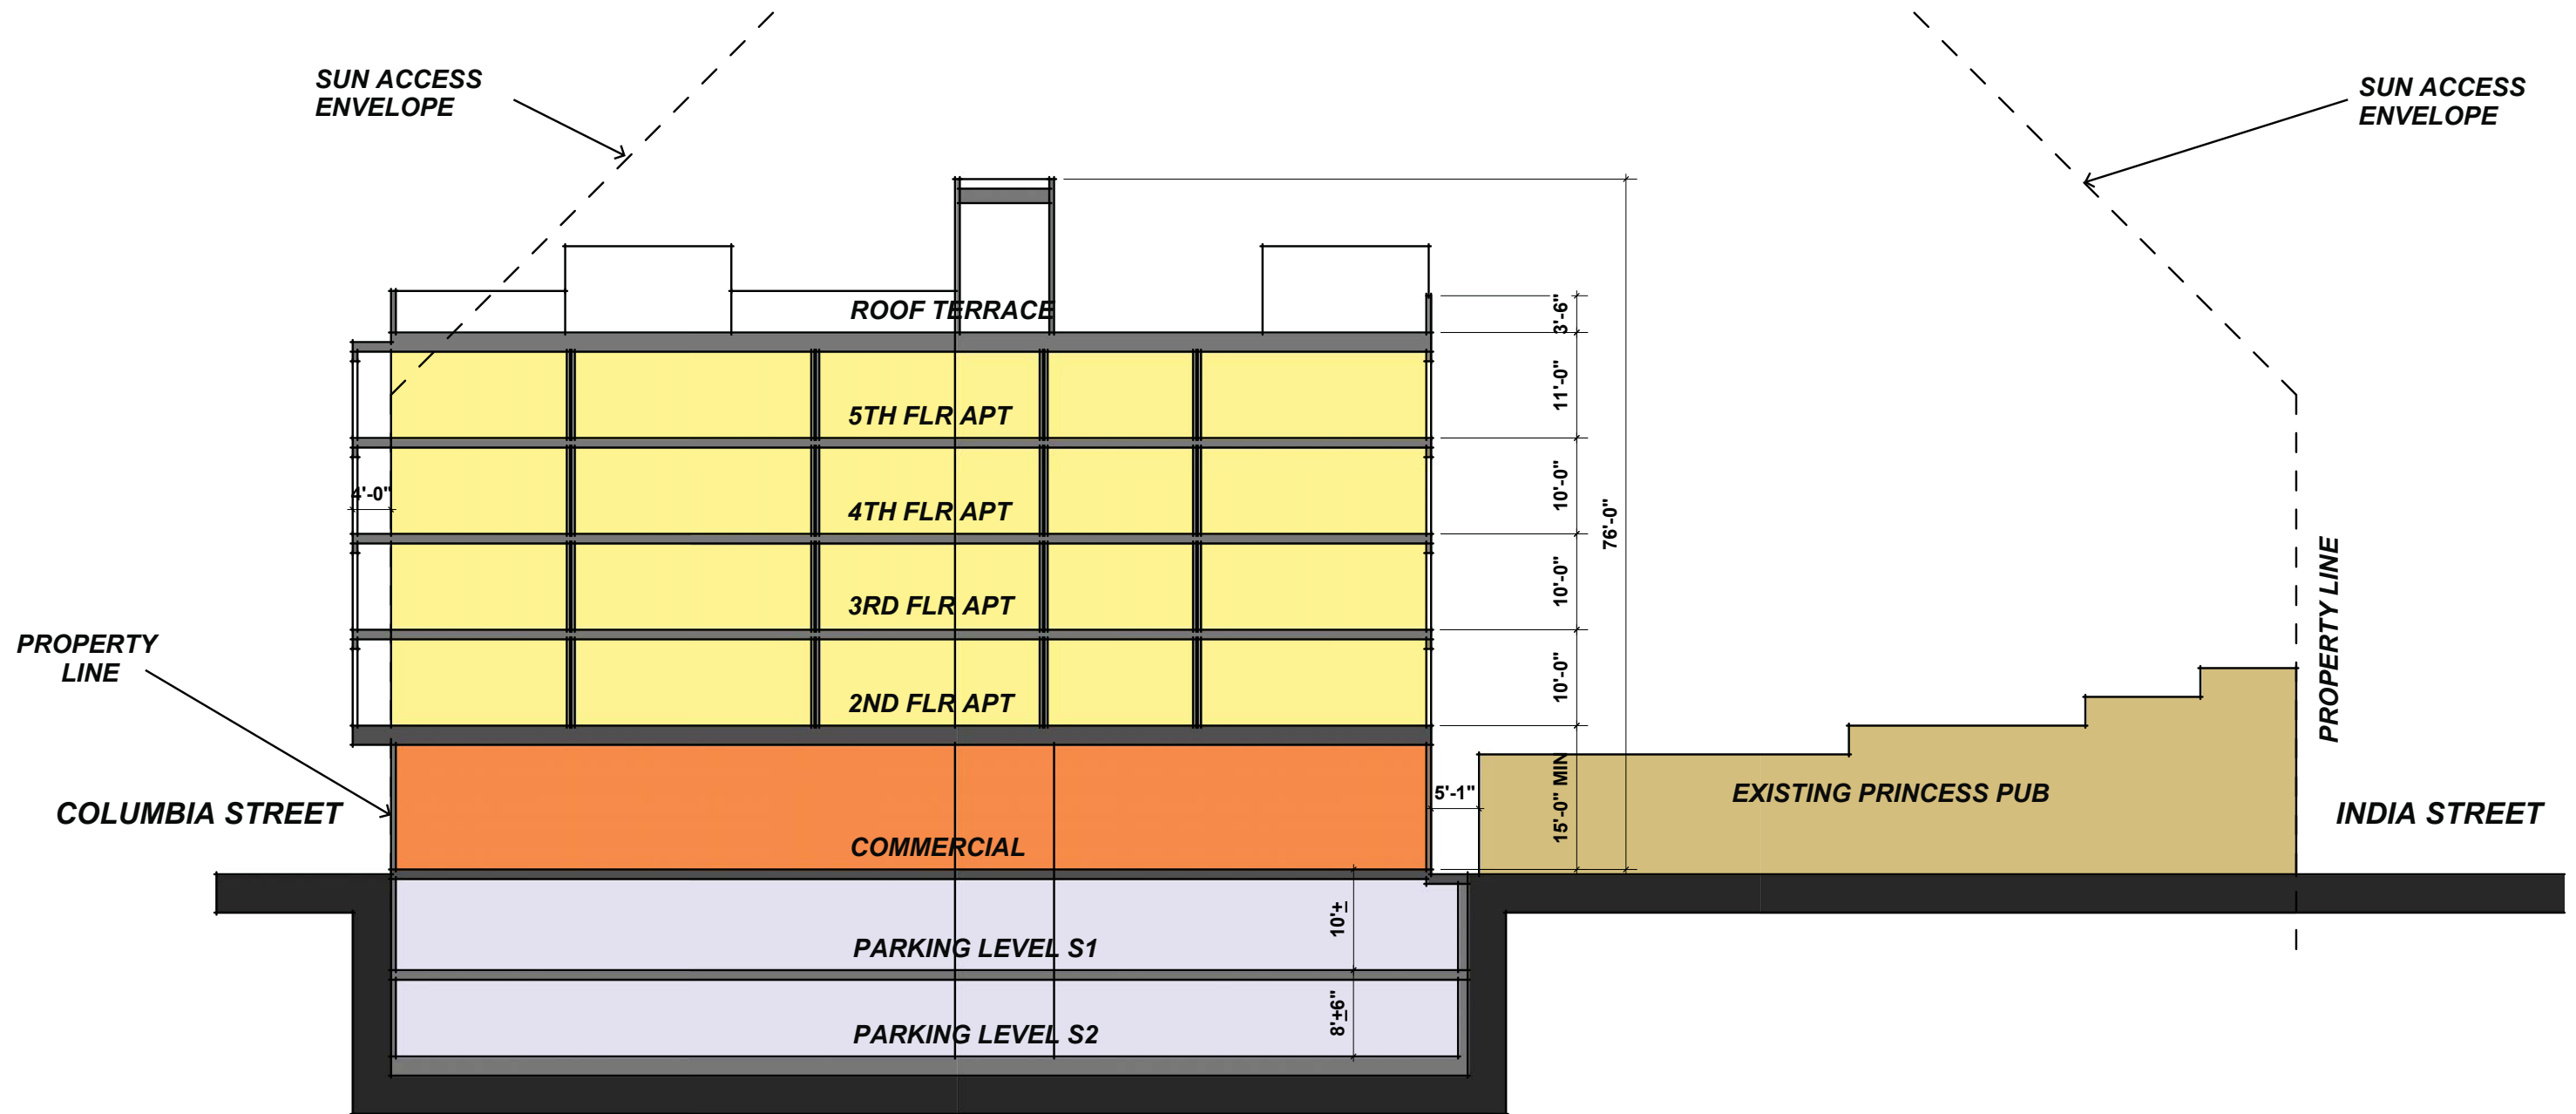 SUN ACCESS
ENVELOPE
SUN ACCESS
ENVELOPE
ROOF TERRACE
3'-6"
11'-0"
5TH FLR APT
4'-0"
10'-0"
4TH FLR APT
76'-0"
10'-0"
3RD FLR APT
PROPERTY LINE
PROPERTY
LINE
10'-0"
2ND FLR APT
15'-0" MIN
5'-1"
EXISTING PRINCESS PUB
COLUMBIA STREET
INDIA STREET
COMMERCIAL
10'±
PARKING LEVEL S1
8'±6"
PARKING LEVEL S2